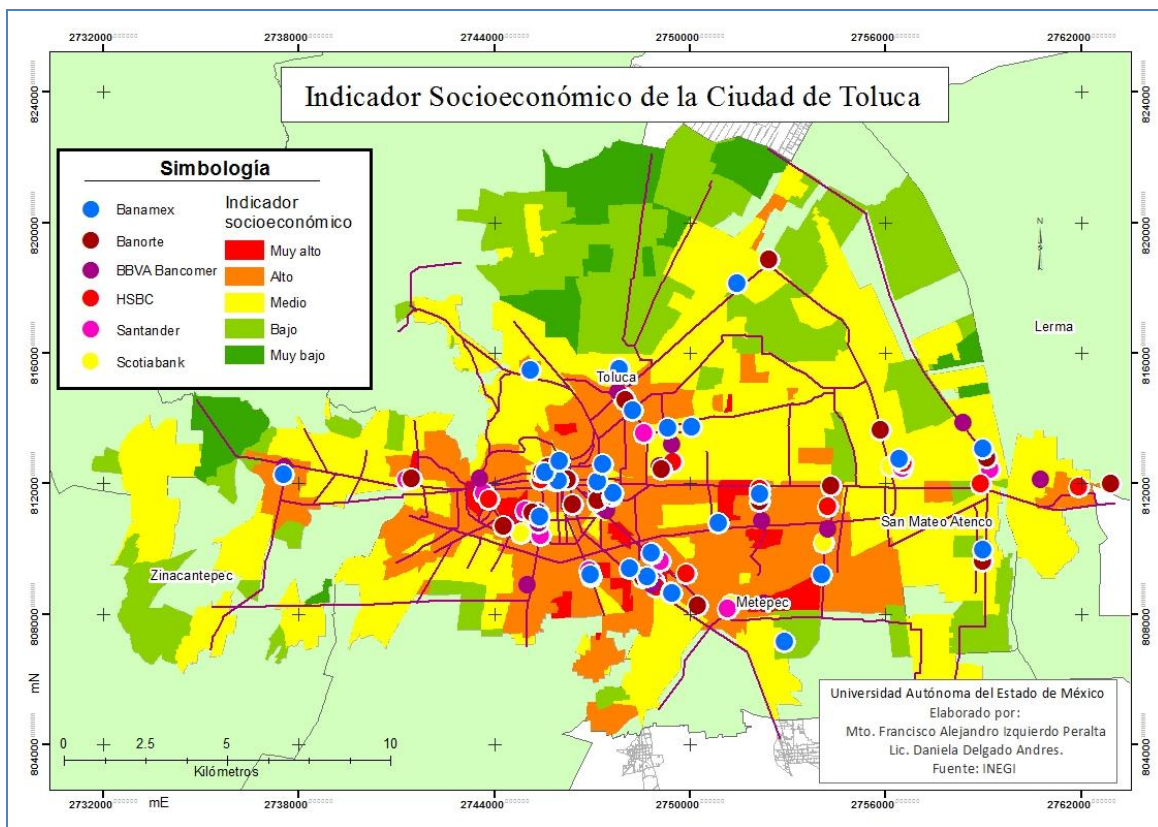 2732000
2738000
2744000
2750000
2756000
2762000
Indicador Socioeconómico de la Ciudad de Toluca
824000
824000
Simbología
Banamex
Banorte
BBVA Bancomer
HSBC
Santander
Scotiabank
Indicador
socioeconómico
Muy alto
Alto
Medio
Bajo
Muy bajo
820000
820000
N
Lerma
816000
816000
Toluca
812000
812000
San Mateo Atenco
Zinacantepec
Metepec
808000
808000
mN
Universidad Autónoma del Estado de México
Elaborado por:
Mto. Francisco Alejandro Izquierdo Peralta
Lic. Daniela Delgado Andres.
Fuente: INEGI
0 2.5 5 10
Kilómetros
804000
804000
2732000 mE 2738000
2744000
2750000
2756000
2762000